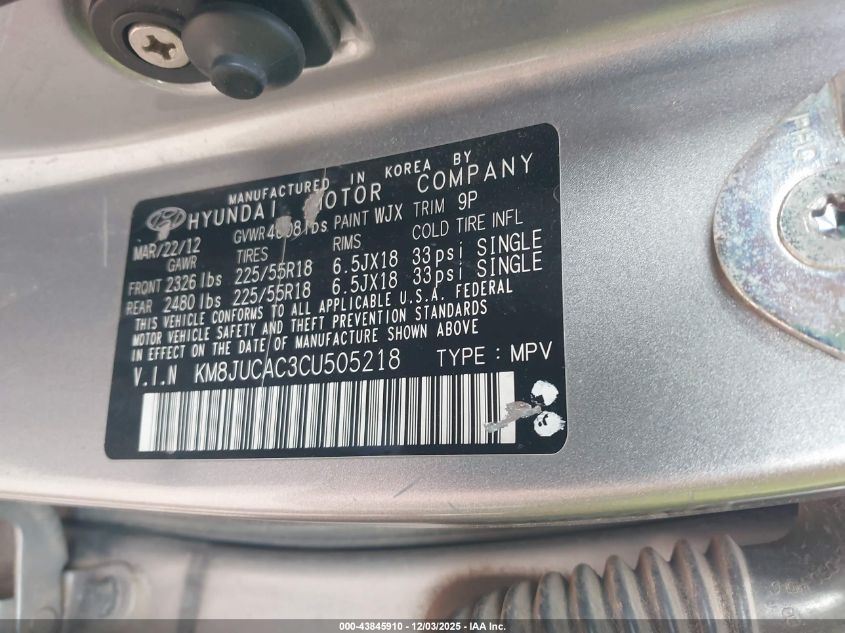 MANUFACTURED IN KOREA BY
HYUNDAI MOTOR COMPANY
MAR/22/12 GVWR lbs PAINT WJX TRIM 9P
GAWR TIRES RIMS COLD TIRE INFL
FRONT 2326 lbs 225/55R18 6.5JX18 33psi SINGLE
REAR 2480 lbs 225/55R18 6.5JX18 33psi SINGLE
THIS VEHICLE CONFORMS TO ALL APPLICABLE U.S.A. FEDERAL
MOTOR VEHICLE SAFETY AND THEFT PREVENTION STANDARDS
IN EFFECT ON THE DATE OF MANUFACTURE SHOWN ABOVE
V.I.N KM8JUCAC3CU505218 TYPE : MPV
000-43845910 - 12/03/2025 - IAA Inc.